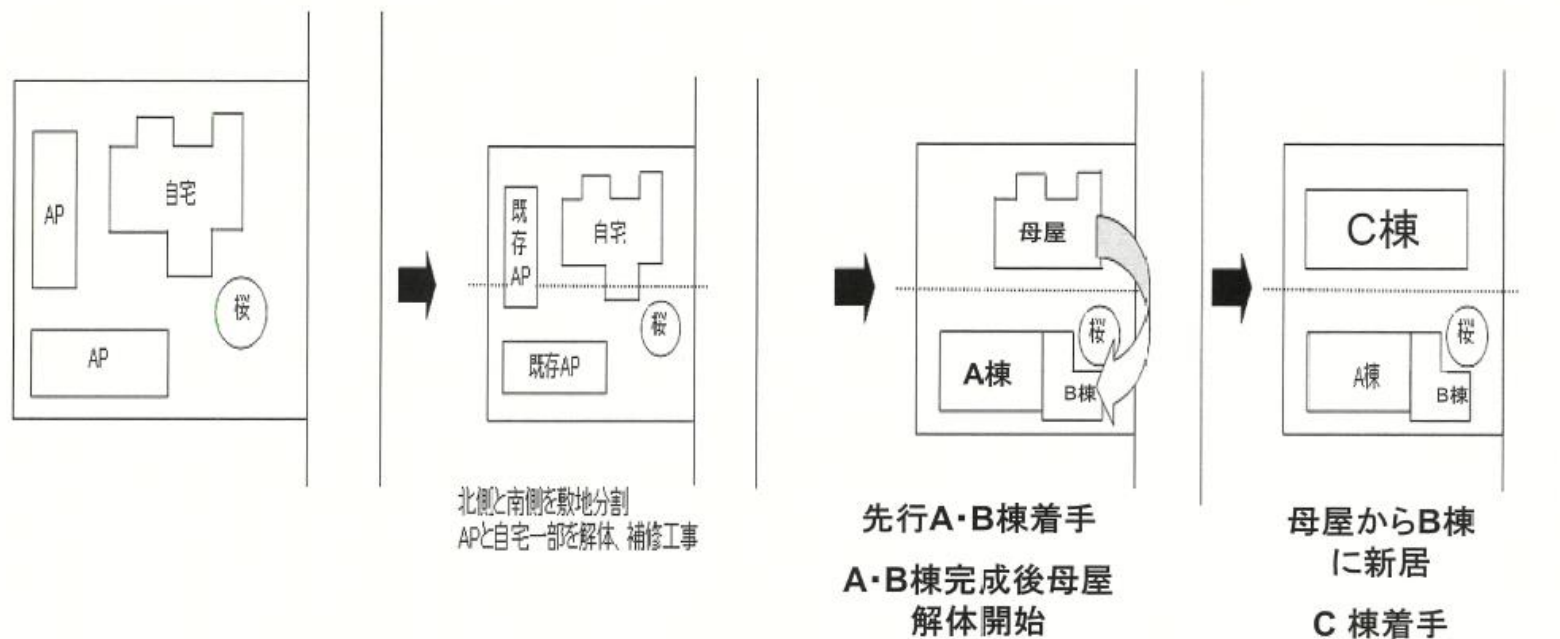 AP
自宅
桜
AP
既存AP
自宅
桜
既存AP
北側と南側を敷地分割
APと自宅一部を解体、補修工事
母屋
桜
A棟
B棟
先行A・B棟着手
A・B棟完成後母屋
解体開始
C棟
桜
A棟
B棟
母屋からB棟
に新居
C 棟着手